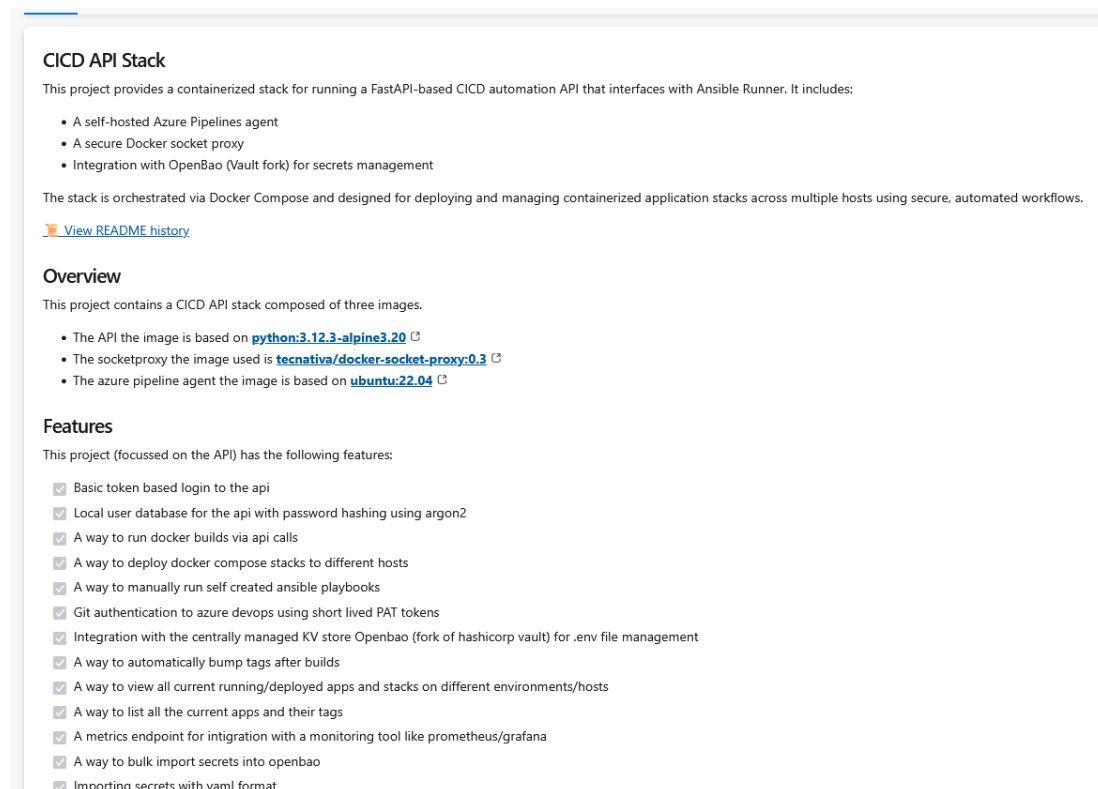 CICD API Stack
This project provides a containerized stack for running a FastAPI-based CICD automation API that interfaces with Ansible Runner. It includes:
A self-hosted Azure Pipelines agent
A secure Docker socket proxy
Integration with OpenBao (Vault fork) for secrets management
The stack is orchestrated via Docker Compose and designed for deploying and managing containerized application stacks across multiple hosts using secure, automated workflows.
View README history
Overview
This project contains a CICD API stack composed of three images.
The API the image is based on python:3.12.3-alpine3.20
The socketproxy the image used is tecnativa/docker-socket-proxy:0.3
The azure pipeline agent the image is based on ubuntu:22.04
Features
This project (focussed on the API) has the following features:
Basic token based login to the api
Local user database for the api with password hashing using argon2
A way to run docker builds via api calls
A way to deploy docker compose stacks to different hosts
A way to manually run self created ansible playbooks
Git authentication to azure devops using short lived PAT tokens
Integration with the centrally managed KV store Openbao (fork of hashicorp vault) for .env file management
A way to automatically bump tags after builds
A way to view all current running/deployed apps and stacks on different environments/hosts
A way to list all the current apps and their tags
A metrics endpoint for intigration with a monitoring tool like prometheus/grafana
A way to bulk import secrets into openbao
Importing secrets with yaml format